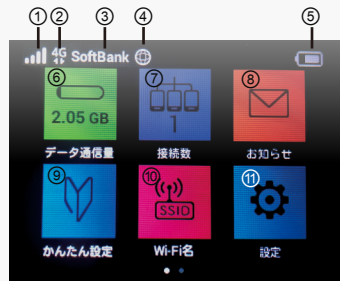 ① ② ③ ④ ⑤
4G SoftBank
⑥ ⑦ ⑧
2.05 GB 1
データ通信量 接続数 お知らせ
⑨ ⑩ ⑪
SSID
かんたん設定 Wi-Fi名 設定